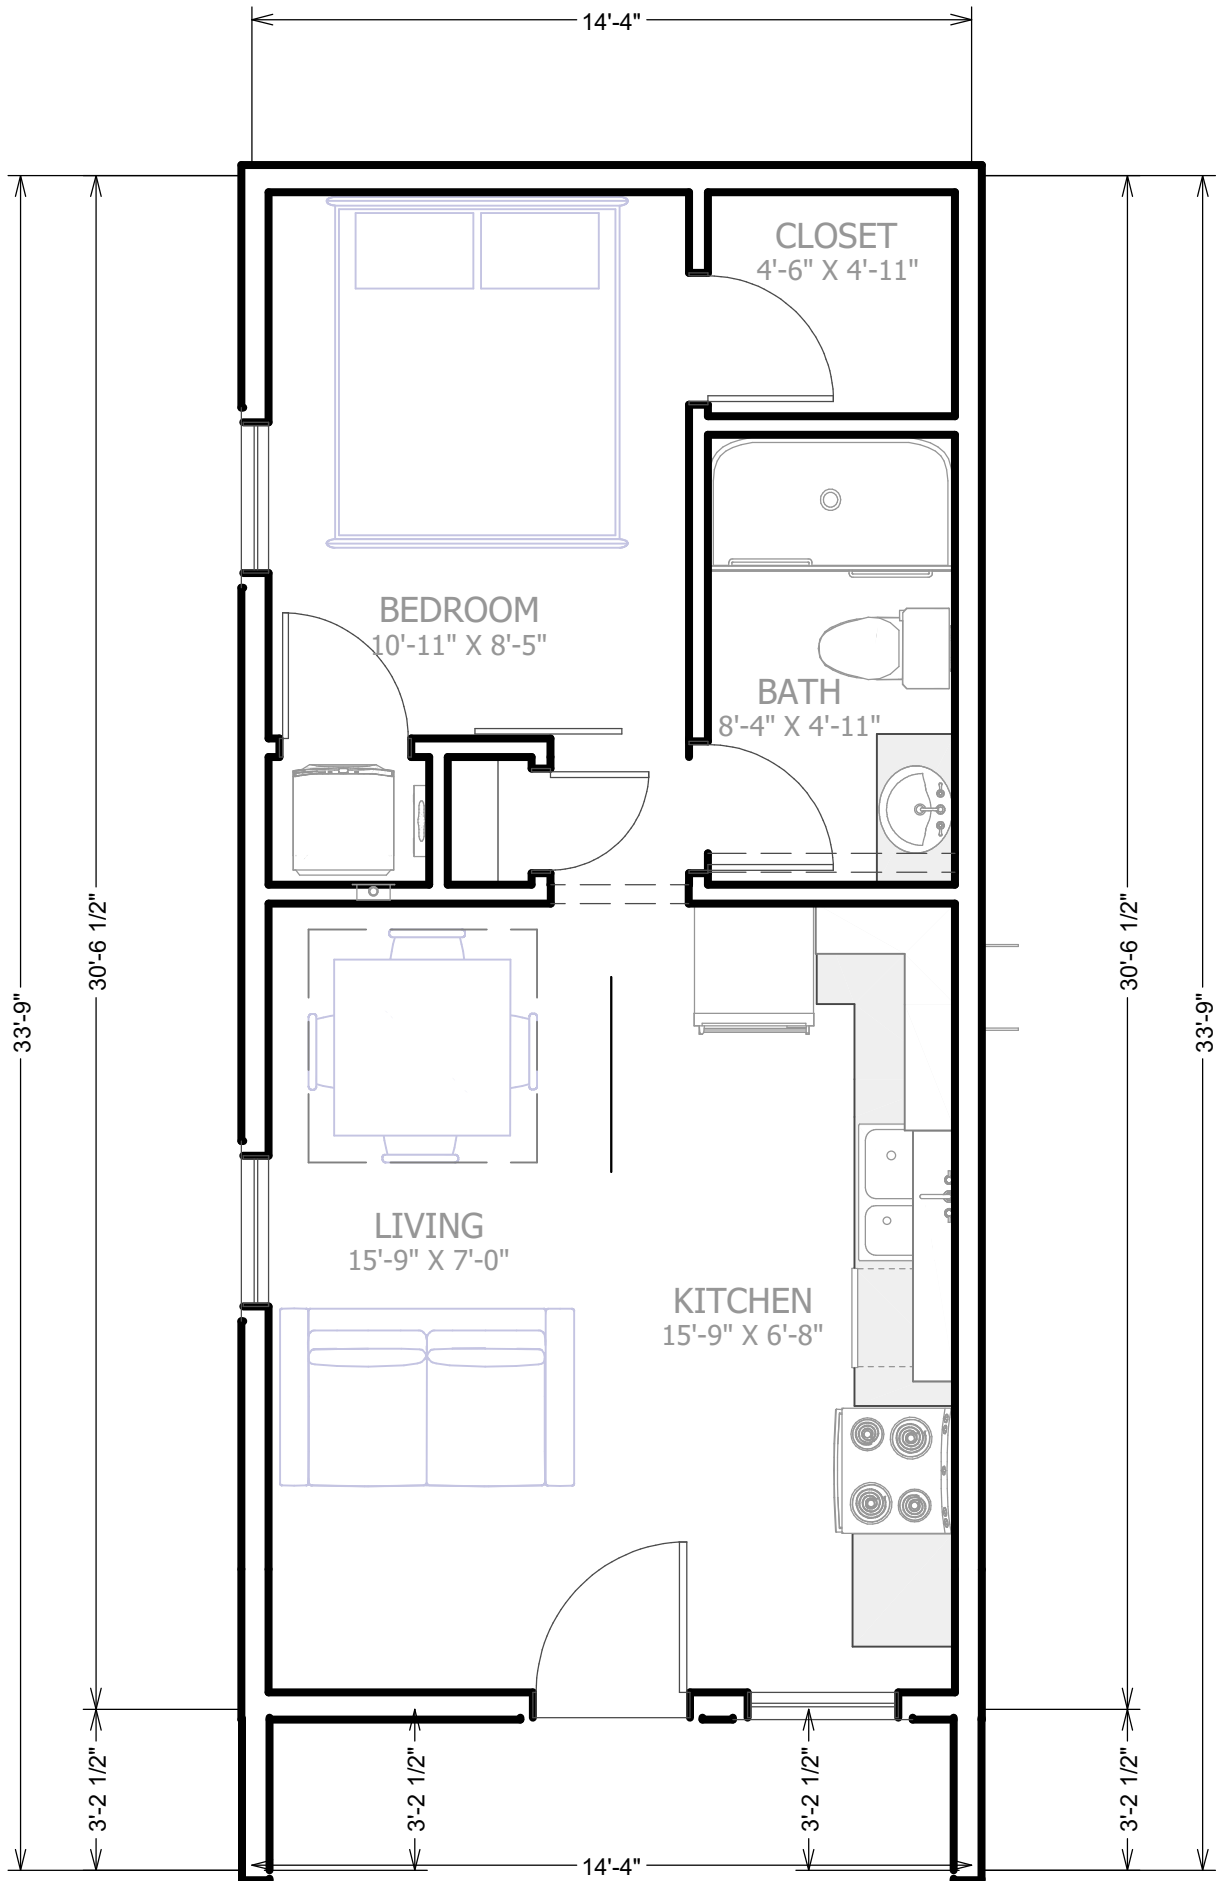 14'-4"
CLOSET
4'-6" X 4'-11"
BEDROOM
10'-11" X 8'-5"
BATH
8'-4" X 4'-11"
33'-9"
30'-6 1/2"
30'-6 1/2"
33'-9"
LIVING
15'-9" X 7'-0"
KITCHEN
15'-9" X 6'-8"
3'-2 1/2"
3'-2 1/2"
3'-2 1/2"
3'-2 1/2"
14'-4"